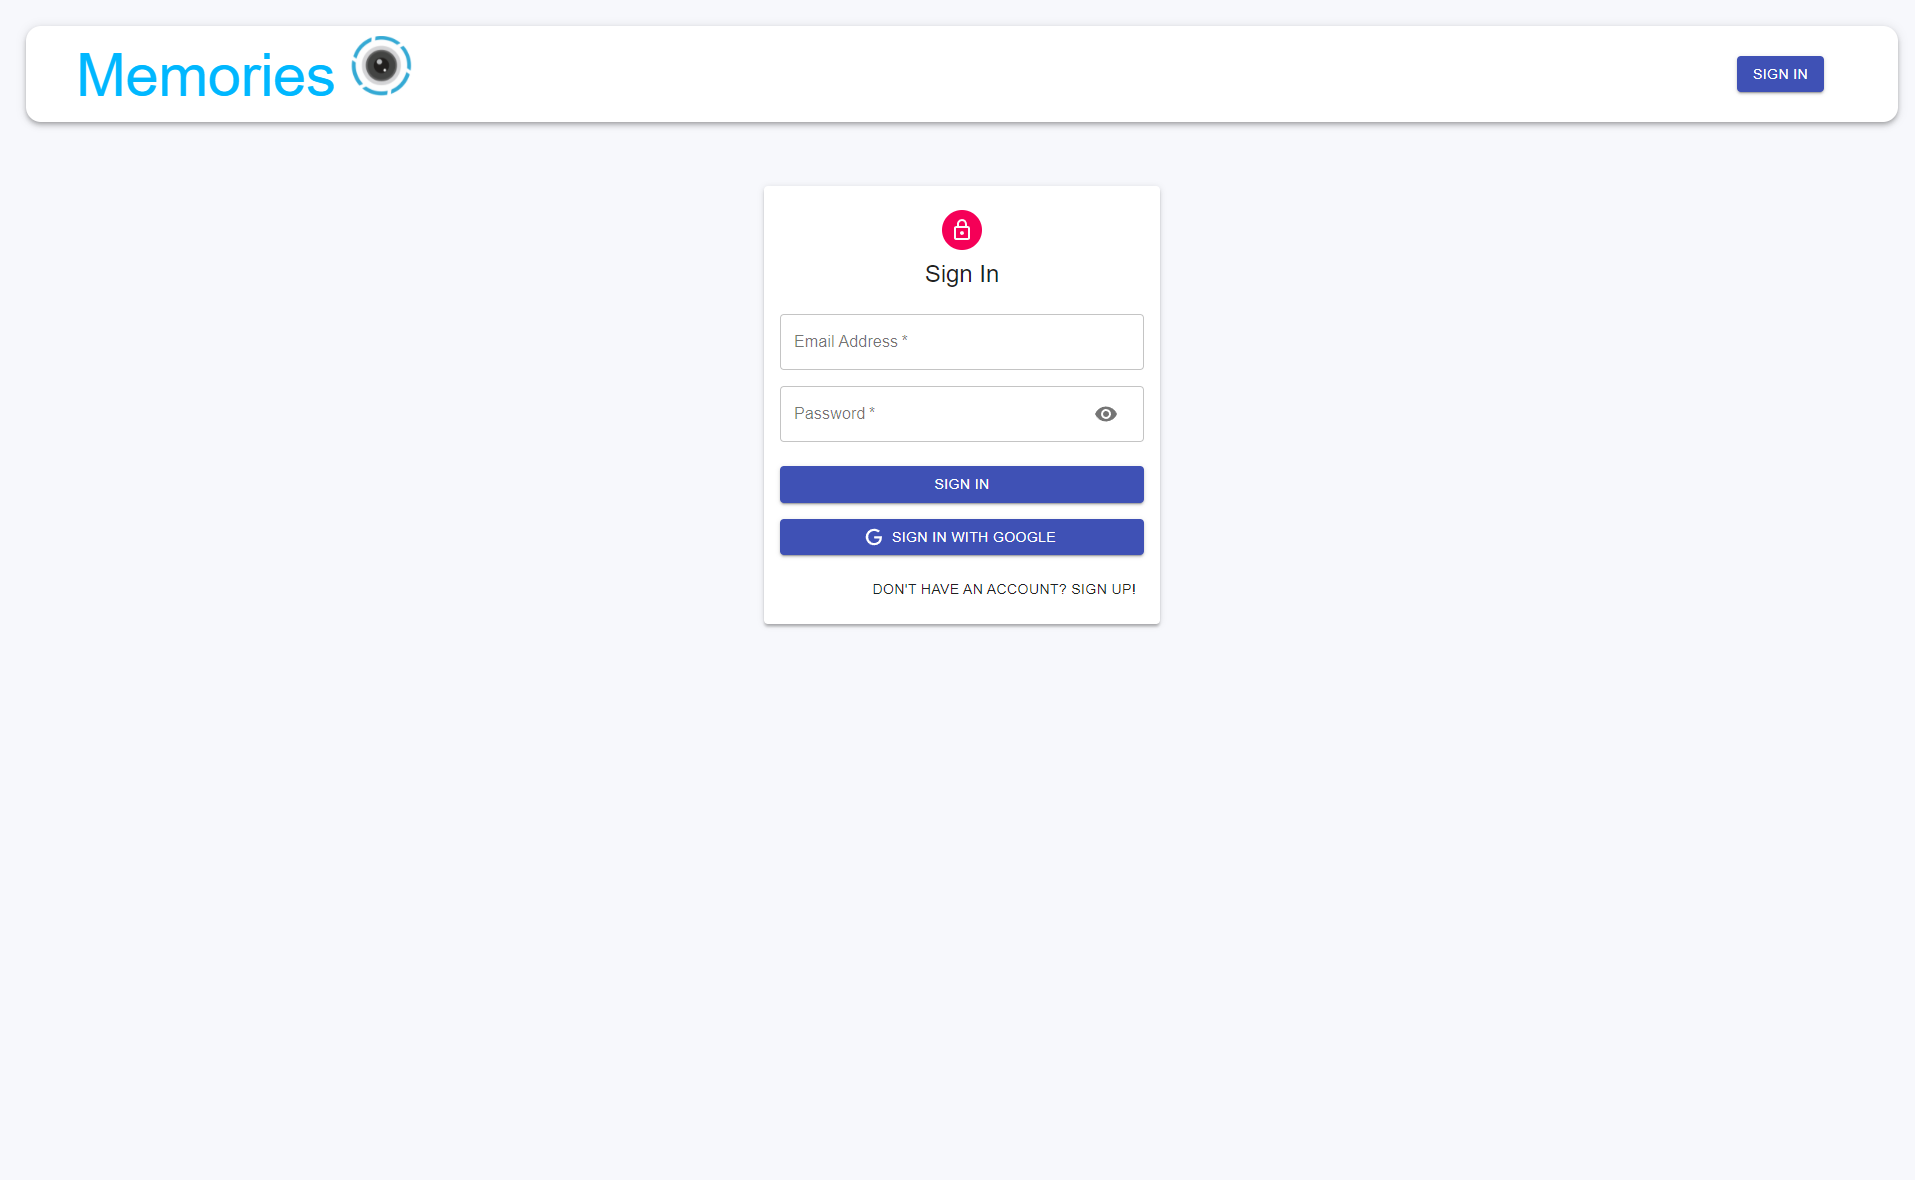 Memories
SIGN IN
Sign In
Email Address *
Password *
SIGN IN
SIGN IN WITH GOOGLE
DON'T HAVE AN ACCOUNT? SIGN UP!